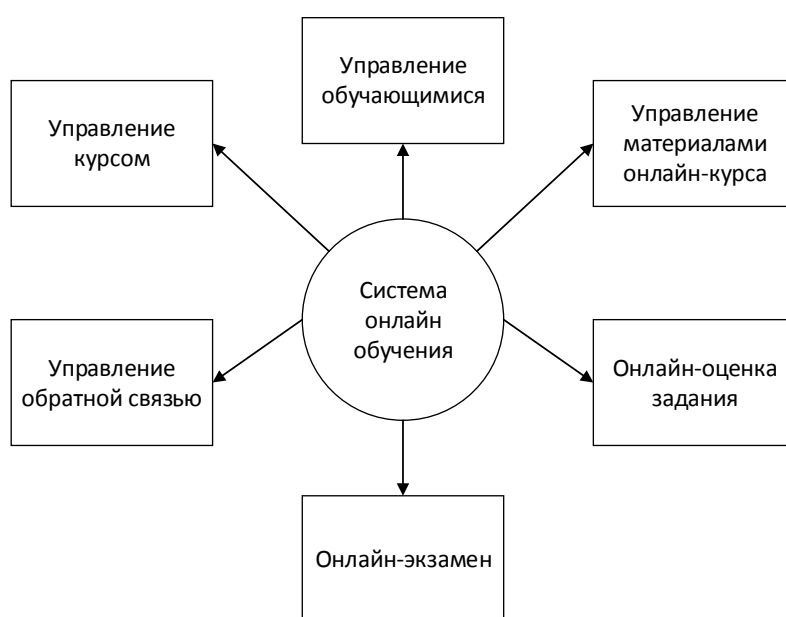 Управление
обучающимися
Управление
курсом
Управление
материалами
онлайн-курса
Система
онлайн
обучения
Управление
обратной связью
Онлайн-оценка
задания
Онлайн-экзамен